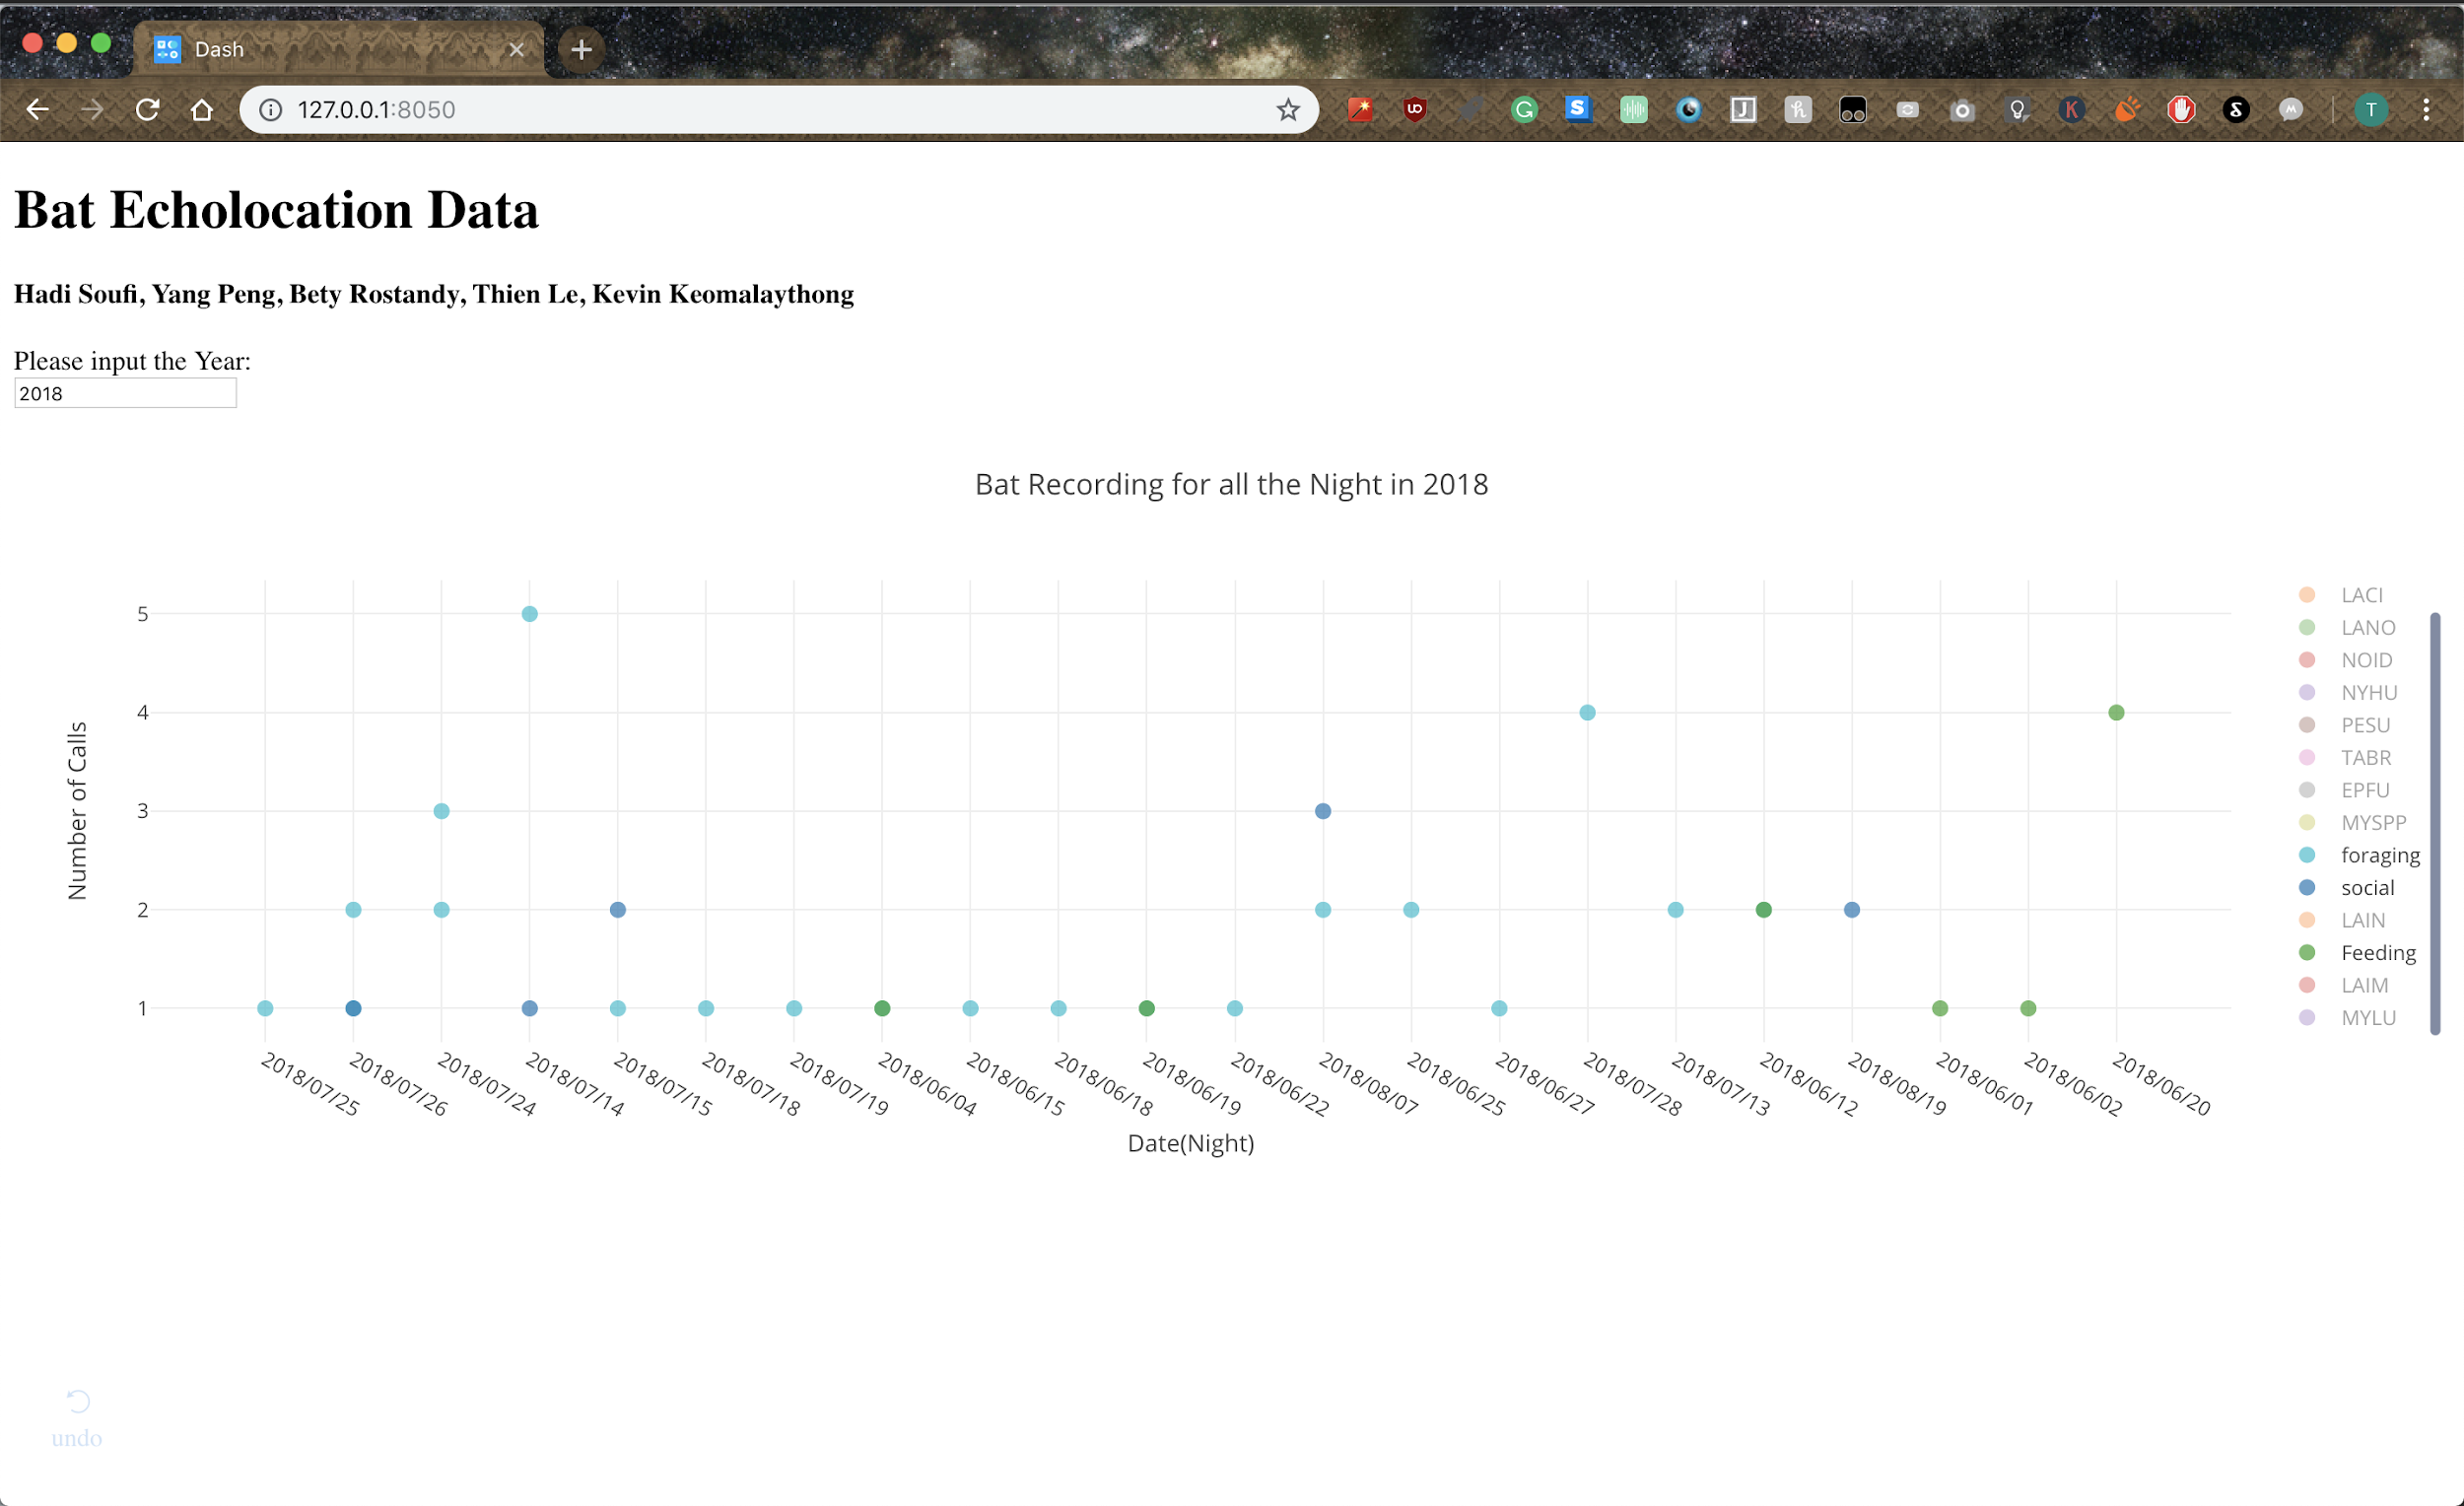 Dash
127.0.0.1:8050
T
Bat Echolocation Data
Hadi Soufi, Yang Peng, Bety Rostandy, Thien Le, Kevin Keomalaythong
Please input the Year:
2018
Bat Recording for all the Night in 2018
5
4
3
2
1
Number of Calls
2018/07/25
2018/07/26
2018/07/24
2018/07/14
2018/07/15
2018/07/18
2018/07/19
2018/06/04
2018/06/15
2018/06/18
2018/06/19
2018/06/22
2018/08/07
2018/06/25
2018/06/27
2018/07/28
2018/07/13
2018/06/12
2018/08/19
2018/06/01
2018/06/02
2018/06/20
Date(Night)
LACI
LANO
NOID
NYHU
PESU
TABR
EPFU
MYSPP
foraging
social
LAIN
Feeding
LAIM
MYLU
undo